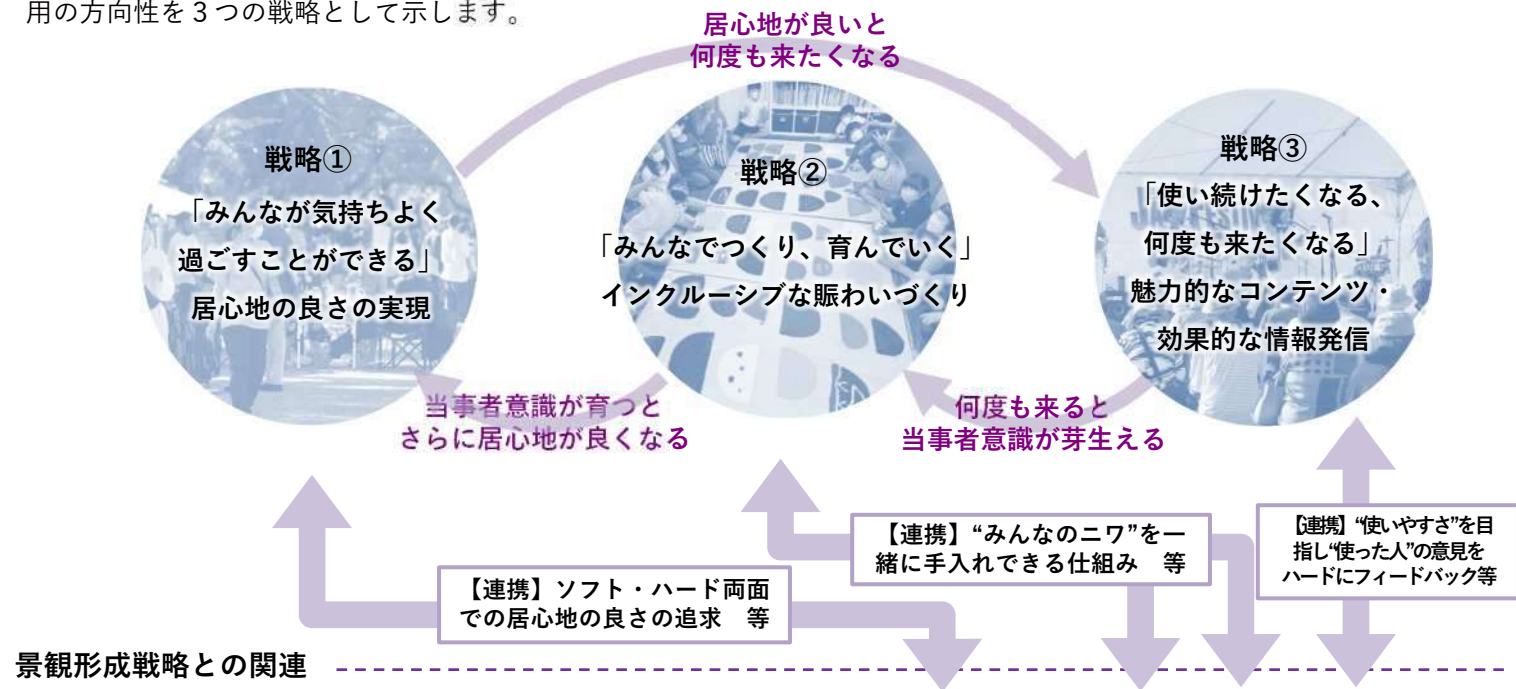 用の方向性を３つの戦略として示します。
居心地が良いと
何度も来たくなる
戦略①
「みんなが気持ちよく
過ごすことができる」
居心地の良さの実現
戦略②
「みんなでつくり、育んでいく」
インクルーシブな賑わいづくり
戦略③
「使い続けたくなる、
何度も来たくなる」
魅力的なコンテンツ・
効果的な情報発信
当事者意識が育つと
さらに居心地が良くなる
何度も来ると
当事者意識が芽生える
【連携】ソフト・ハード両面
での居心地の良さの追求　等
【連携】“みんなのニワ”を一
緒に手入れできる仕組み　等
【連携】“使いやすさ”を目
指し“使った人”の意見を
ハードにフィードバック等
景観形成戦略との関連